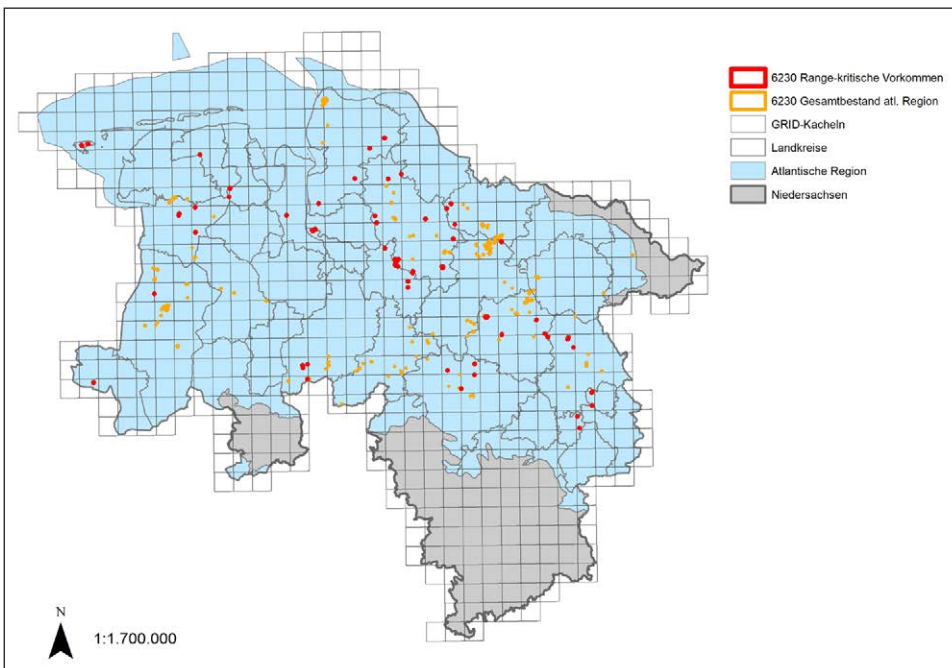 6230 Range-kritische Vorkommen
6230 Gesamtbestand atl. Region
GRID-Kacheln
Landkreise
Atlantische Region
Niedersachsen
N
1:1.700.000